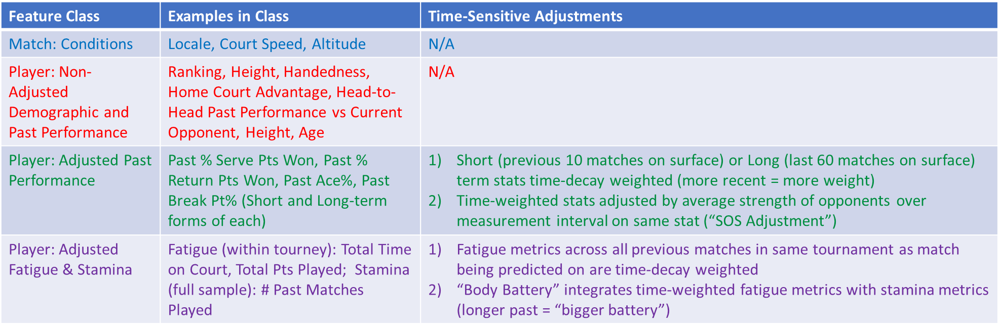 Feature Class
Examples in Class
Time-Sensitive Adjustments
Match: Conditions
Locale, Court Speed, Altitude
N/A
Player: Non-
Adjusted
Demographic and
Past Performance
Ranking, Height, Handedness,
Home Court Advantage, Head-to-
Head Past Performance vs Current
Opponent, Height, Age
N/A
Player: Adjusted Past
Performance
Past % Serve Pts Won, Past %
Return Pts Won, Past Ace%, Past
Break Pt% (Short and Long-term
forms of each)
1) Short (previous 10 matches on surface) or Long (last 60 matches on surface)
term stats time-decay weighted (more recent = more weight)
2) Time-weighted stats adjusted by average strength of opponents over
measurement interval on same stat (“SOS Adjustment”)
Player: Adjusted
Fatigue & Stamina
Fatigue (within tourney): Total Time
on Court, Total Pts Played; Stamina
(full sample): # Past Matches
Played
1) Fatigue metrics across all previous matches in same tournament as match
being predicted on are time-decay weighted
2) “Body Battery” integrates time-weighted fatigue metrics with stamina metrics
(longer past = “bigger battery”)